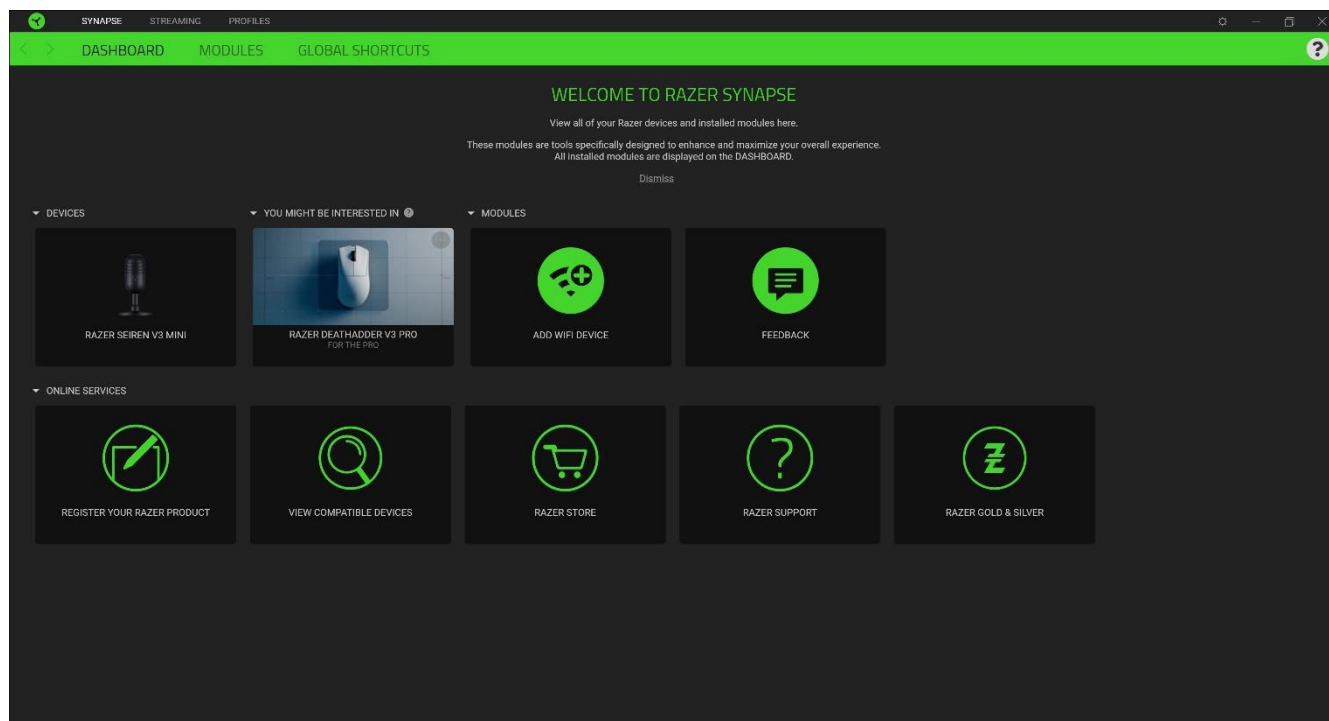 SYNAPSE STREAMING PROFILES
DASHBOARD MODULES GLOBAL SHORTCUTS
?
WELCOME TO RAZER SYNAPSE
View all of your Razer devices and installed modules here.
These modules are tools specifically designed to enhance and maximize your overall experience.
All installed modules are displayed on the DASHBOARD.
Dismiss
DEVICES
YOU MIGHT BE INTERESTED IN ?
MODULES
RAZER SEIREN V3 MINI
RAZER DEATHADDER V3 PRO
FOR THE PRO
ADD WIFI DEVICE
FEEDBACK
ONLINE SERVICES
REGISTER YOUR RAZER PRODUCT
VIEW COMPATIBLE DEVICES
RAZER STORE
?
RAZER SUPPORT
RAZER GOLD & SILVER